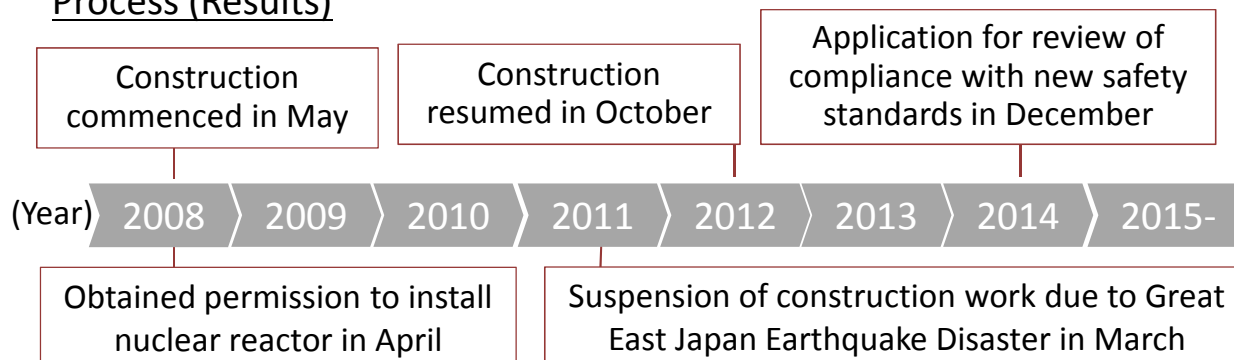 Process (Results)
Construction
commenced in May
Construction
resumed in October
Application for review of
compliance with new safety
standards in December
(Year) 2008 2009 2010 2011 2012 2013 2014 2015-
Obtained permission to install
nuclear reactor in April
Suspension of construction work due to Great
East Japan Earthquake Disaster in March